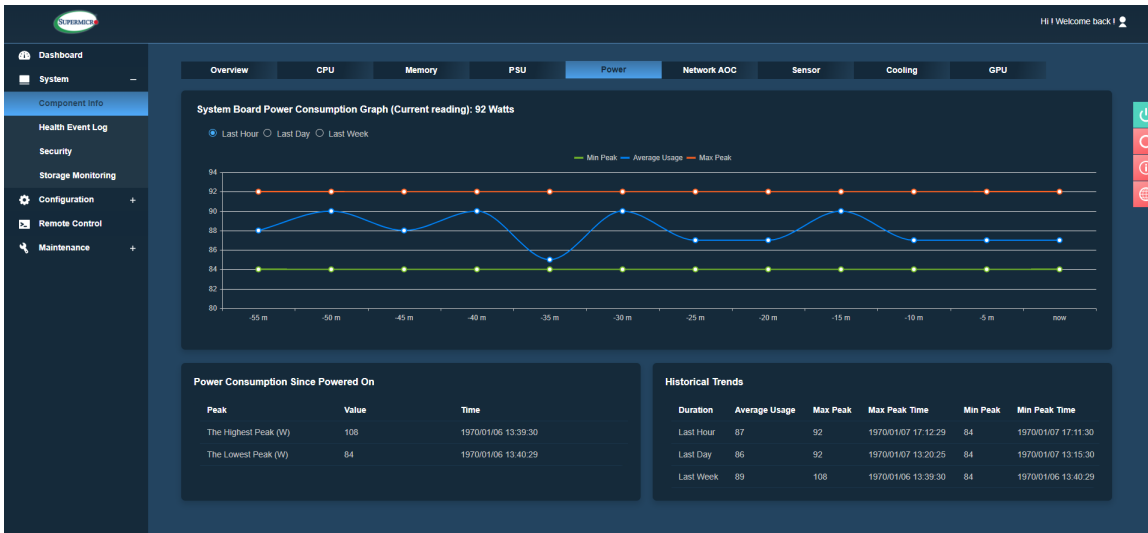 SUPERMICRO
Hi ! Welcome back !
Dashboard
System −
Component Info
Health Event Log
Security
Storage Monitoring
Configuration +
Remote Control
Maintenance +
Overview CPU Memory PSU Power Network AOC Sensor Cooling GPU
System Board Power Consumption Graph (Current reading): 92 Watts
Last Hour Last Day Last Week
Min Peak Average Usage Max Peak
94
92
90
88
86
84
82
80
-55 m -50 m -45 m -40 m -35 m -30 m -25 m -20 m -15 m -10 m -5 m now
Power Consumption Since Powered On
Peak Value Time
The Highest Peak (W) 108 1970/01/06 13:39:30
The Lowest Peak (W) 84 1970/01/06 13:40:29
Historical Trends
Duration Average Usage Max Peak Max Peak Time Min Peak Min Peak Time
Last Hour 87 92 1970/01/07 17:12:29 84 1970/01/07 17:11:30
Last Day 86 92 1970/01/07 13:20:25 84 1970/01/07 13:15:30
Last Week 89 108 1970/01/06 13:39:30 84 1970/01/06 13:40:29